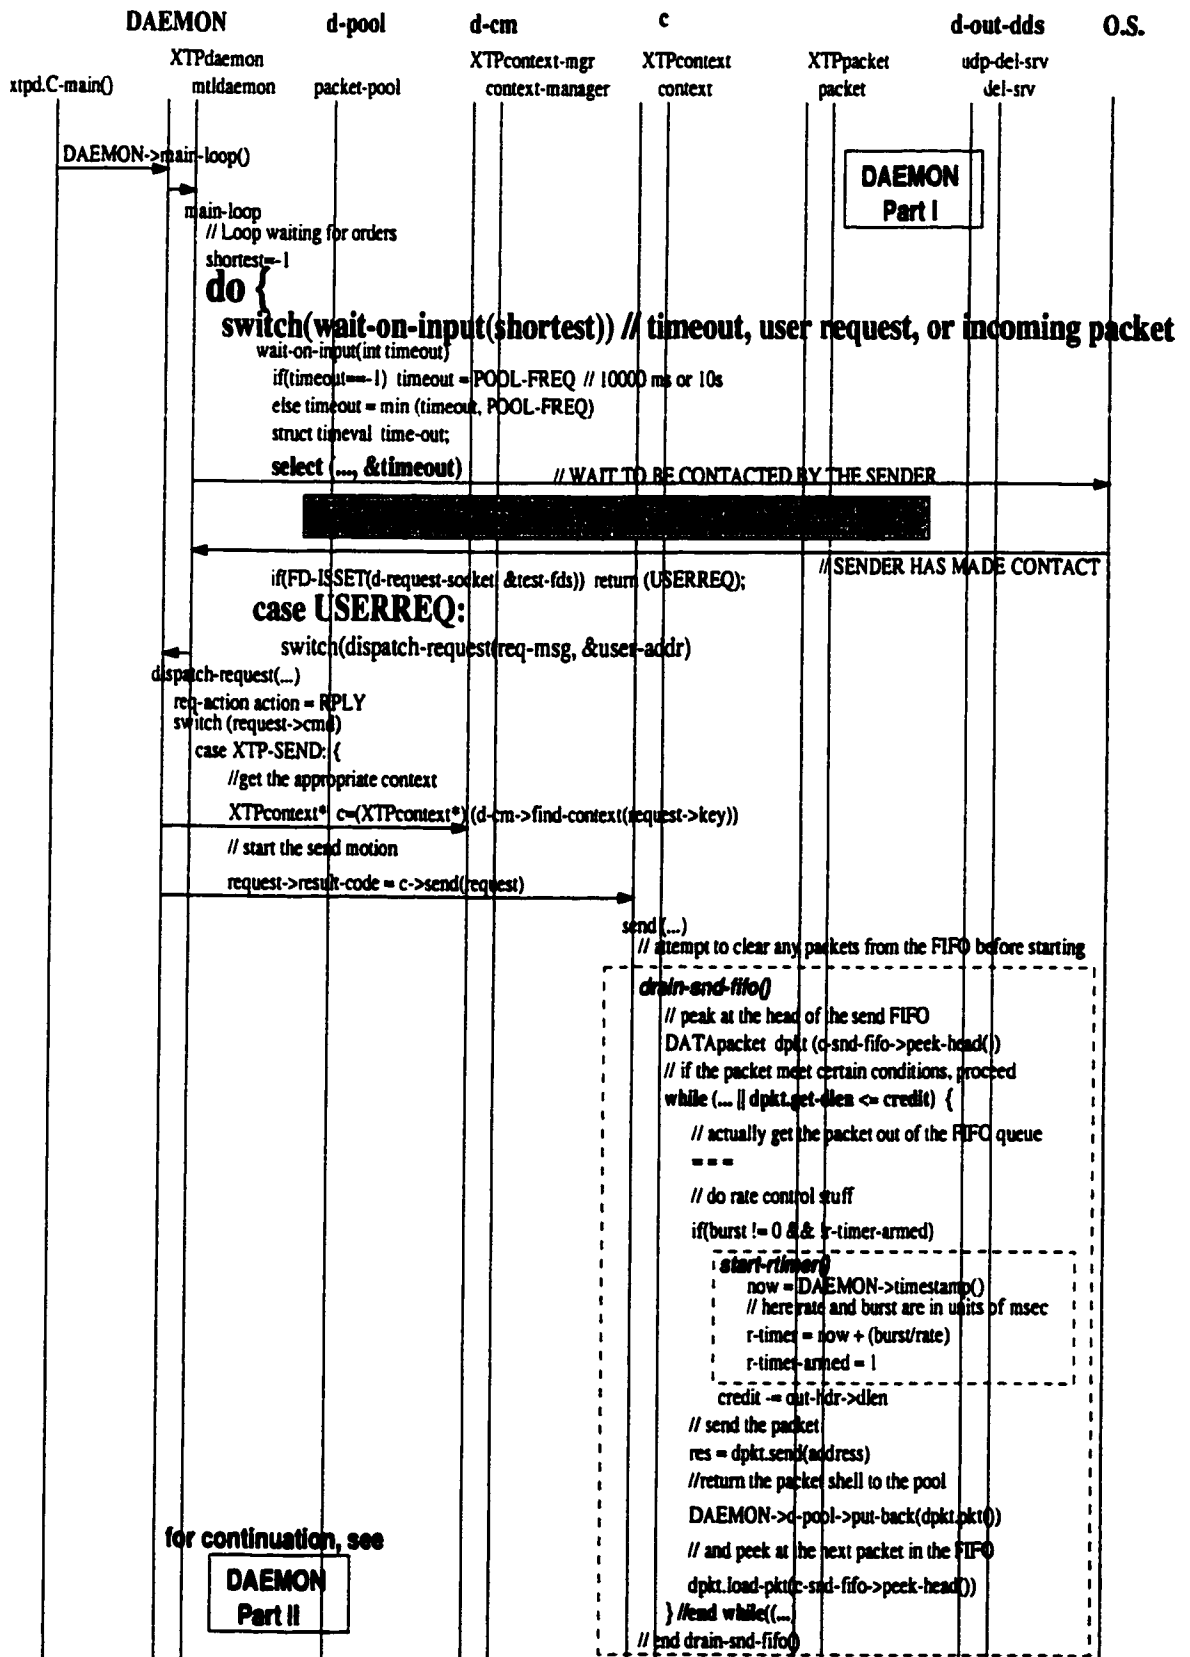 DAEMON d-pool d-cm c d-out-dds O.S.
XTPdaemon XTPcontext-mgr XTPcontext XTPpacket udp-del-srv
xtpd.C-main() mtldaemon packet-pool context-manager context packet del-srv
DAEMON->main-loop()
DAEMON
Part I
main-loop
// Loop waiting for orders
shortest=-1
do {
switch(wait-on-input(shortest)) // timeout, user request, or incoming packet
wait-on-input(int timeout)
if(timeout==-1) timeout = POOL-FREQ // 10000 ms or 10s
else timeout = min (timeout, POOL-FREQ)
struct timeval time-out;
select (..., &timeout)
// WAIT TO BE CONTACTED BY THE SENDER
// SENDER HAS MADE CONTACT
if(FD-ISSET(d-request-socket, &test-fds)) return (USERREQ);
case USERREQ:
switch(dispatch-request(req-msg, &user-addr)
dispatch-request(...)
req-action action = RPLY
switch (request->cmd)
case XTP-SEND: {
//get the appropriate context
XTPcontext* c=(XTPcontext*) (d-cm->find-context(request->key))
// start the send motion
request->result-code = c->send(request)
send (...)
// attempt to clear any packets from the FIFO before starting
drain-snd-fifo()
// peak at the head of the send FIFO
DATApacket dpkt (c-snd-fifo->peek-head())
// if the packet meet certain conditions, proceed
while (... || dpkt.get-dlen <= credit) {
// actually get the packet out of the FIFO queue
= = =
// do rate control stuff
if(burst != 0 && !r-timer-armed)
start-rtimer()
now = DAEMON->timestamp()
// here rate and burst are in units of msec
r-timer = now + (burst/rate)
r-timer-armed = 1
credit -= out-hdr->dlen
// send the packet
res = dpkt.send(address)
//return the packet shell to the pool
DAEMON->d-pool->put-back(dpkt.pkt())
// and peek at the next packet in the FIFO
dpkt.load-pkt(c-snd-fifo->peek-head())
} //end while((...
// end drain-snd-fifo()
for continuation, see
DAEMON
Part II